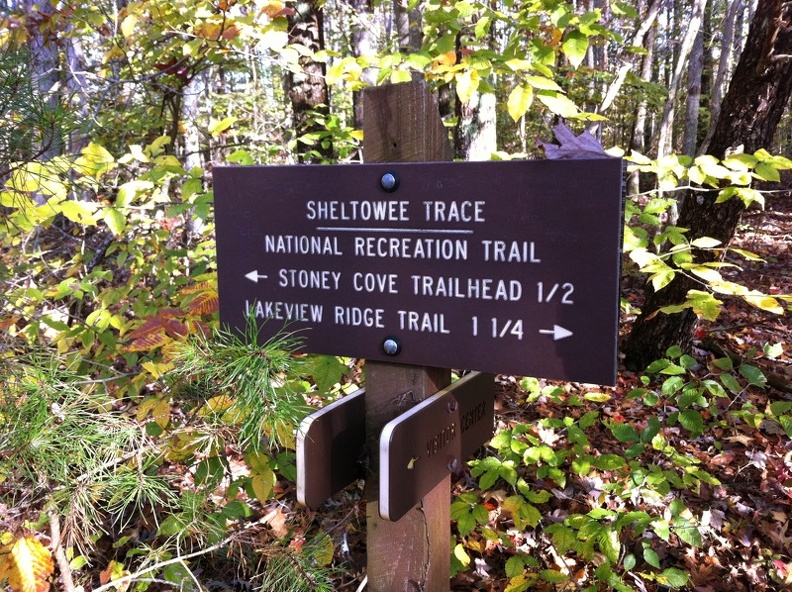 SHELTOWEE TRACE
NATIONAL RECREATION TRAIL
← STONEY COVE TRAILHEAD 1/2
LAKEVIEW RIDGE TRAIL 1 1/4 →
← VISITOR CENTER